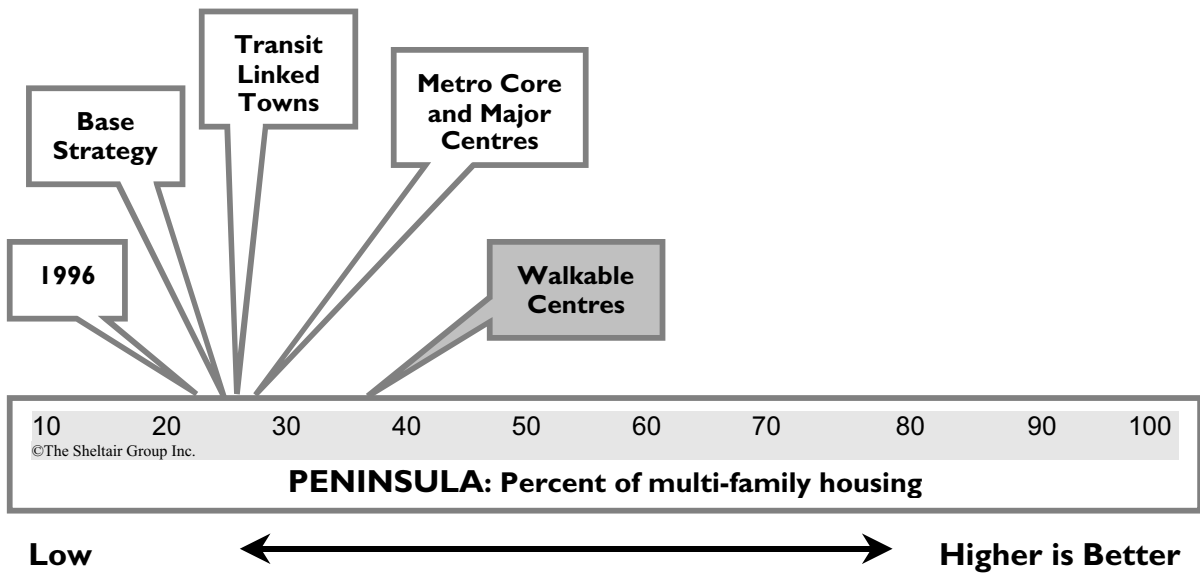 Transit
Linked
Towns
Metro Core
and Major
Centres
Base
Strategy
1996
Walkable
Centres
10 20 30 40 50 60 70 80 90 100
©The Sheltair Group Inc.
PENINSULA: Percent of multi-family housing
Low Higher is Better